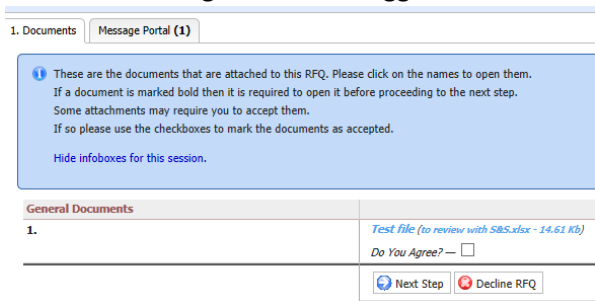 1. Documents Message Portal (1)
These are the documents that are attached to this RFQ. Please click on the names to open them.
If a document is marked bold then it is required to open it before proceeding to the next step.
Some attachments may require you to accept them.
If so please use the checkboxes to mark the documents as accepted.
Hide infoboxes for this session.
General Documents
1. Test file (to review with S&S.xlsx - 14.61 Kb)
Do You Agree? —
Next Step Decline RFQ